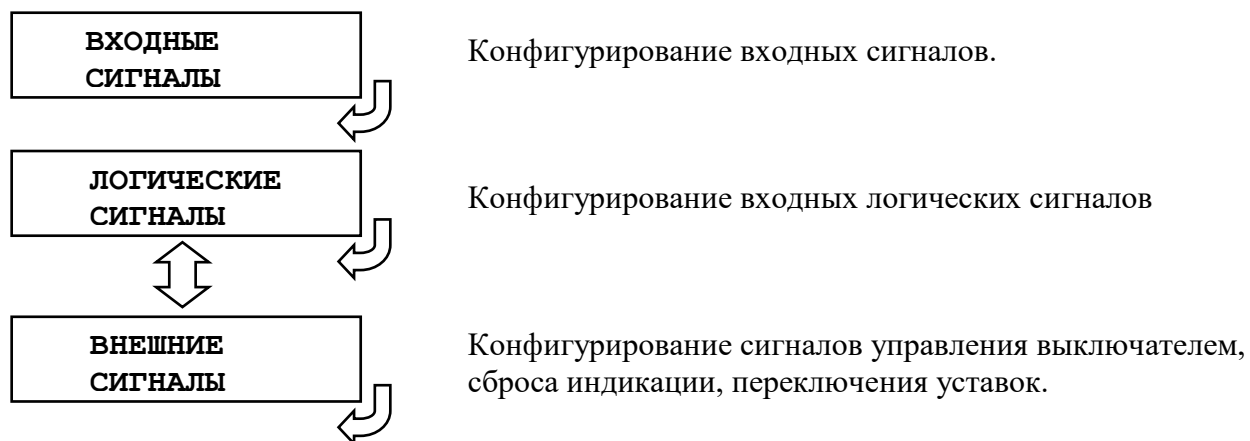 ВХОДНЫЕ
СИГНАЛЫ
Конфигурирование входных сигналов.
ЛОГИЧЕСКИЕ
СИГНАЛЫ
Конфигурирование входных логических сигналов
ВНЕШНИЕ
СИГНАЛЫ
Конфигурирование сигналов управления выключателем,
сброса индикации, переключения уставок.